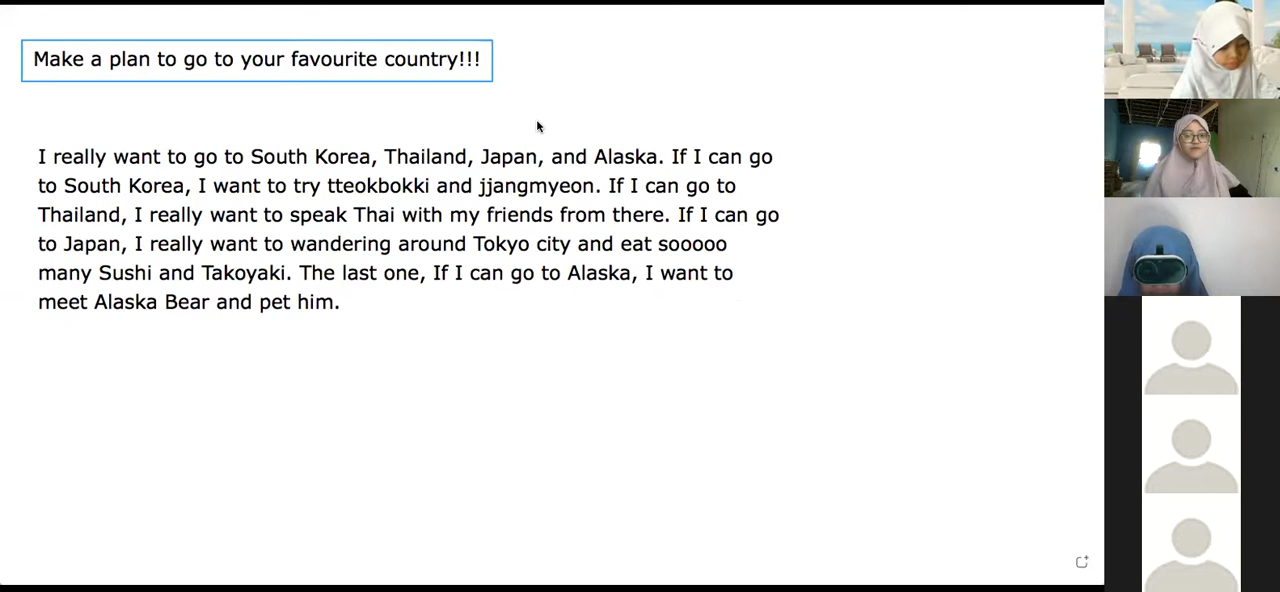 Make a plan to go to your favourite country!!!
I really want to go to South Korea, Thailand, Japan, and Alaska. If I can go
to South Korea, I want to try tteokbokki and jjangmyeon. If I can go to
Thailand, I really want to speak Thai with my friends from there. If I can go
to Japan, I really want to wandering around Tokyo city and eat sooooo
many Sushi and Takoyaki. The last one, If I can go to Alaska, I want to
meet Alaska Bear and pet him.